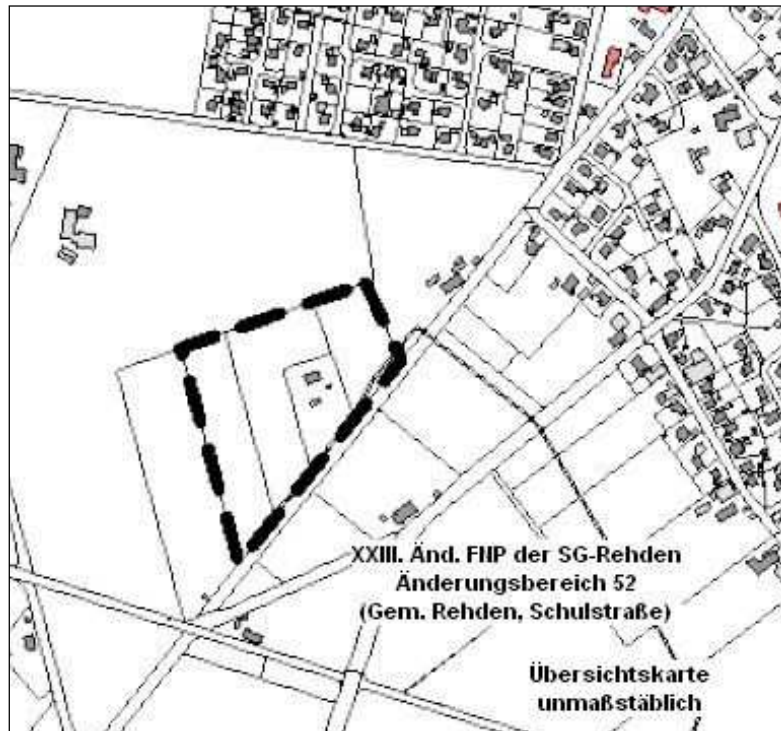 XXIII. Änd. FNP der SG-Rehden
Änderungsbereich 52
(Gem. Rehden, Schulstraße)
Übersichtskarte
unmaßstäblich